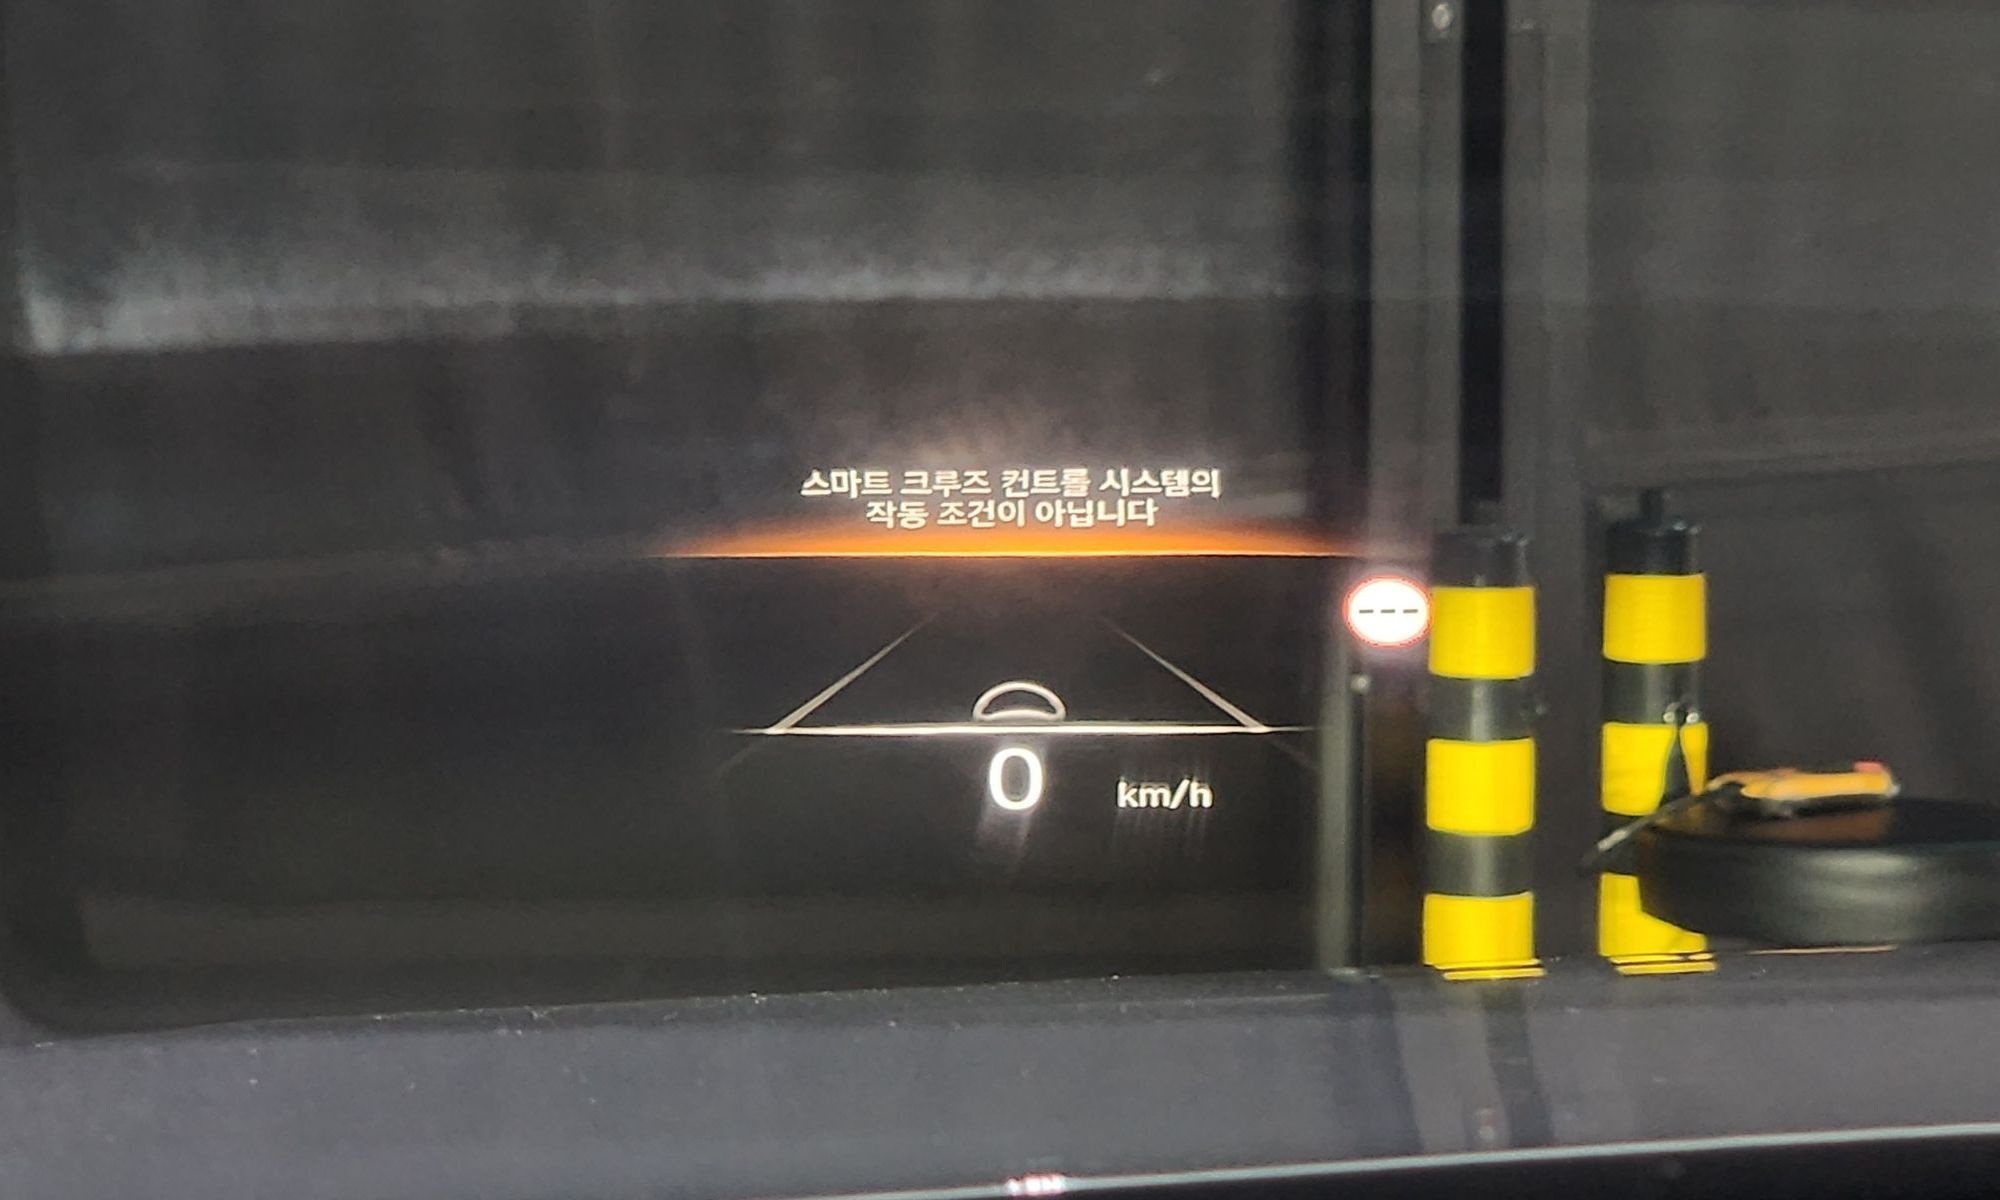 스마트 크루즈 컨트롤 시스템의
작동 조건이 아닙니다
---
0 km/h